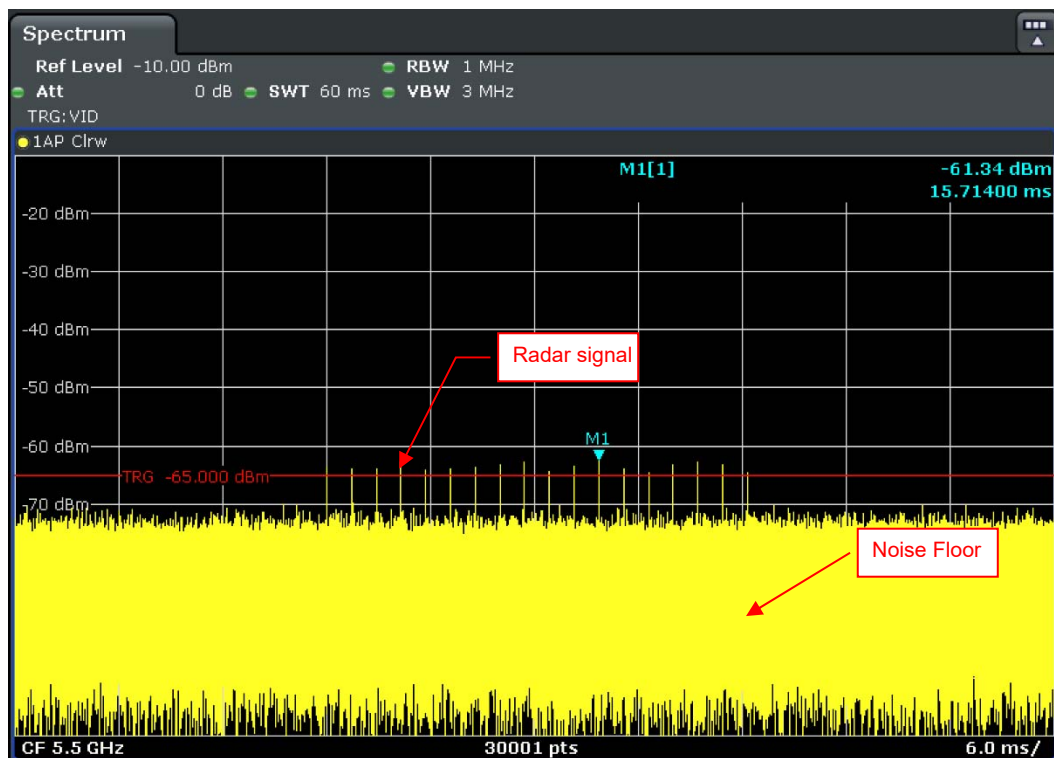 Spectrum
Ref Level -10.00 dBm RBW 1 MHz
Att 0 dB SWT 60 ms VBW 3 MHz
TRG:VID
1AP Clrw
M1[1] -61.34 dBm
15.71400 ms
-20 dBm
-30 dBm
-40 dBm
Radar signal
-50 dBm
-60 dBm
M1
TRG -65.000 dBm
-70 dBm
Noise Floor
CF 5.5 GHz 30001 pts 6.0 ms/